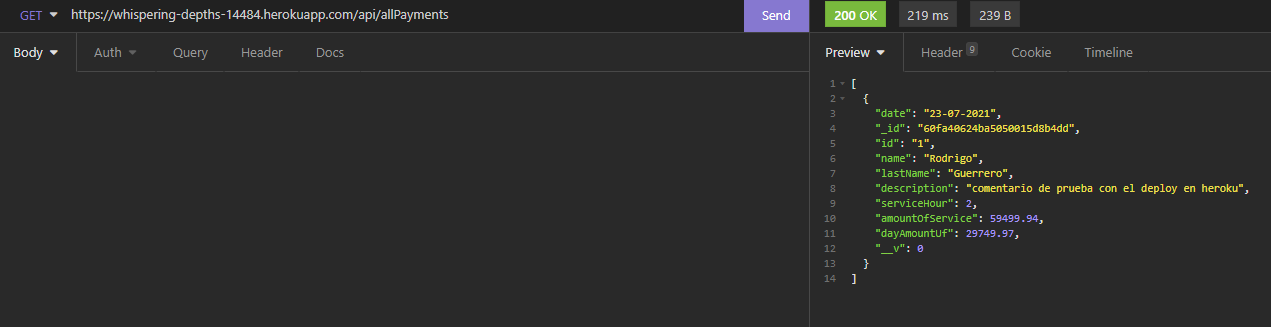 GET https://whispering-depths-14484.herokuapp.com/api/allPayments Send 200 OK 219 ms 239 B
Body Auth Query Header Docs Preview Header 9 Cookie Timeline
1 [
2 {
3 "date": "23-07-2021",
4 "_id": "60fa40624ba5050015d8b4dd",
5 "id": "1",
6 "name": "Rodrigo",
7 "lastName": "Guerrero",
8 "description": "comentario de prueba con el deploy en heroku",
9 "serviceHour": 2,
10 "amountOfService": 59499.94,
11 "dayAmountUf": 29749.97,
12 "__v": 0
13 }
14 ]